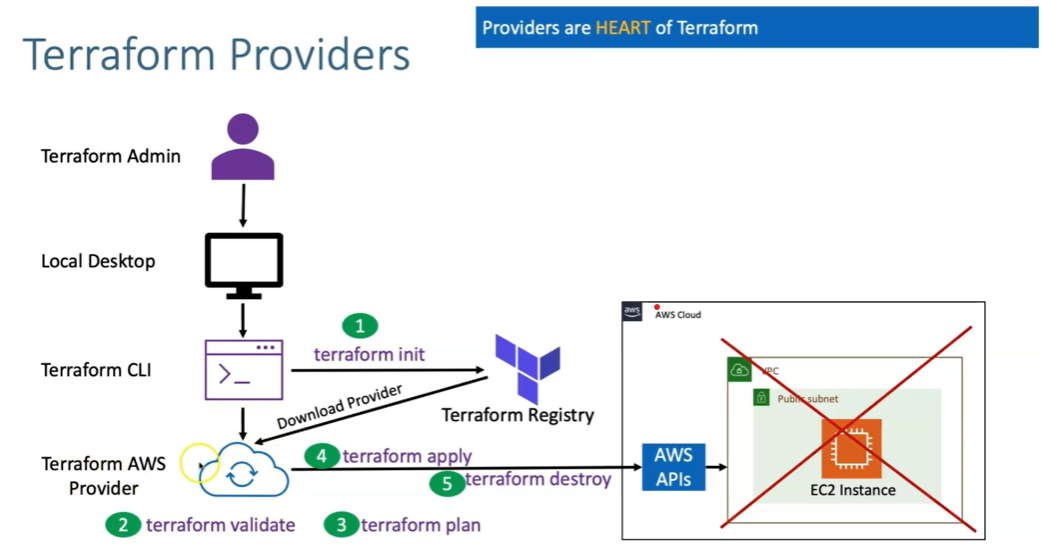 Providers are HEART of Terraform
Terraform Providers
Terraform Admin
Local Desktop
Terraform CLI
1
terraform init
Download Provider
Terraform Registry
Terraform AWS
Provider
4 terraform apply
5 terraform destroy
2 terraform validate
3 terraform plan
aws
AWS Cloud
VPC
Public subnet
EC2 Instance
AWS
APIs